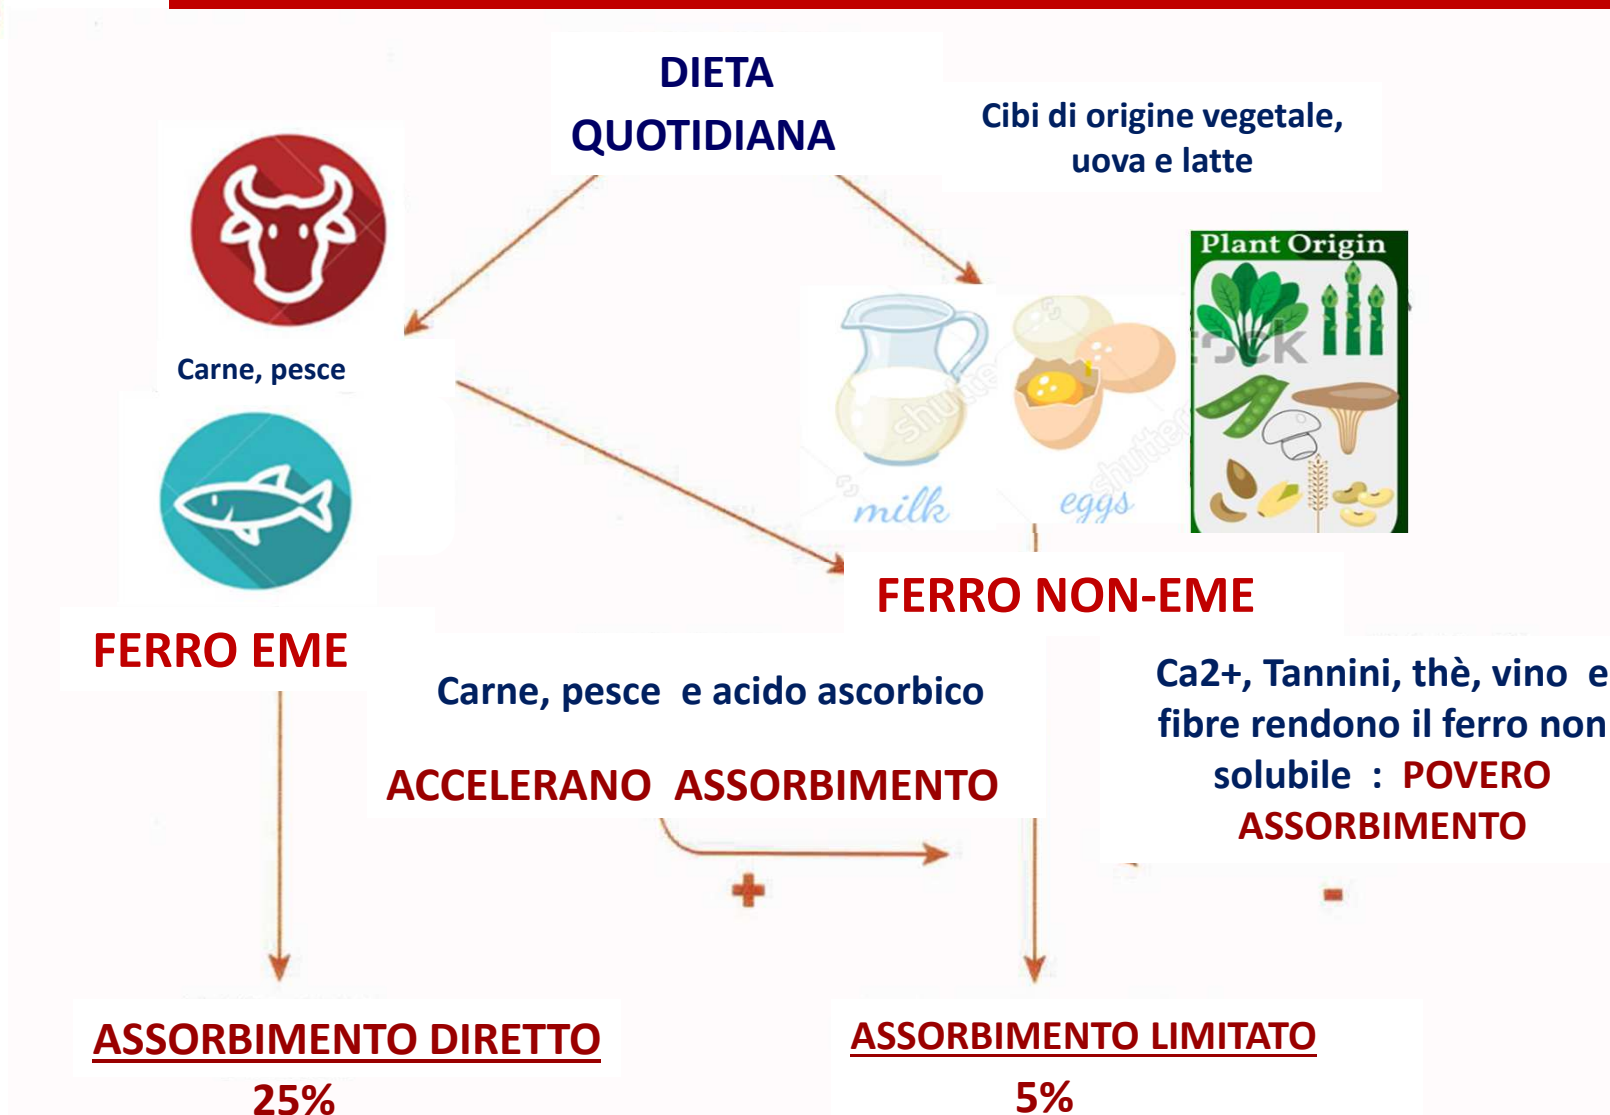 DIETA
QUOTIDIANA
Cibi di origine vegetale,
uova e latte
Plant Origin
Carne, pesce
shutter
shutter
milk
eggs
FERRO NON-EME
FERRO EME
Carne, pesce e acido ascorbico
ACCELERANO ASSORBIMENTO
Ca2+, Tannini, thè, vino e
fibre rendono il ferro non
solubile : POVERO
ASSORBIMENTO
+
-
ASSORBIMENTO DIRETTO
25%
ASSORBIMENTO LIMITATO
5%